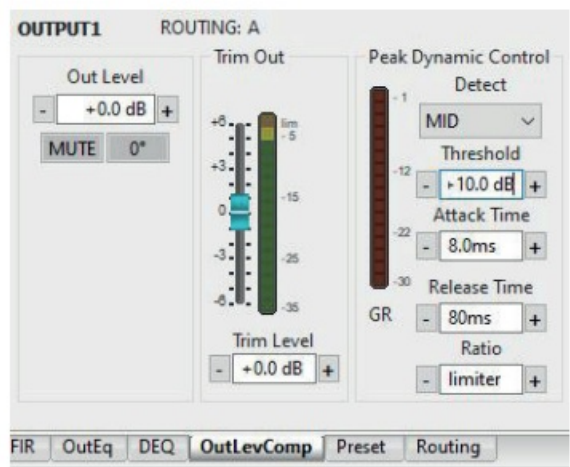 OUTPUT1 ROUTING: A
Out Level
- +0.0 dB +
MUTE 0°
Trim Out
+6
+3
0
-3
-6
lim
-5
-15
-25
-35
Trim Level
- +0.0 dB +
Peak Dynamic Control
-1
-12
-22
-30
GR
Detect
MID
Threshold
- +10.0 dB +
Attack Time
- 8.0ms +
Release Time
- 80ms +
Ratio
- limiter +
FIR OutEq DEQ OutLevComp Preset Routing